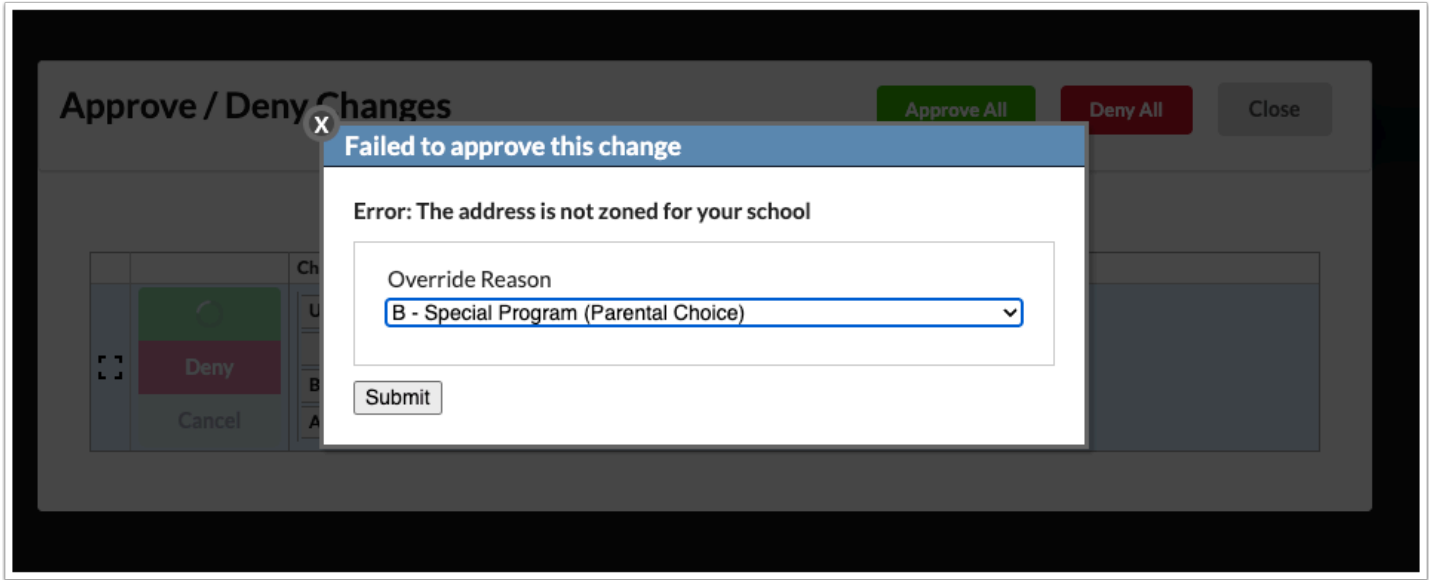 Approve / Deny Changes
Approve All
Deny All
Close
X
Failed to approve this change
Error: The address is not zoned for your school
Override Reason
B - Special Program (Parental Choice)
Submit
Ch
U
Deny
B
Cancel
A